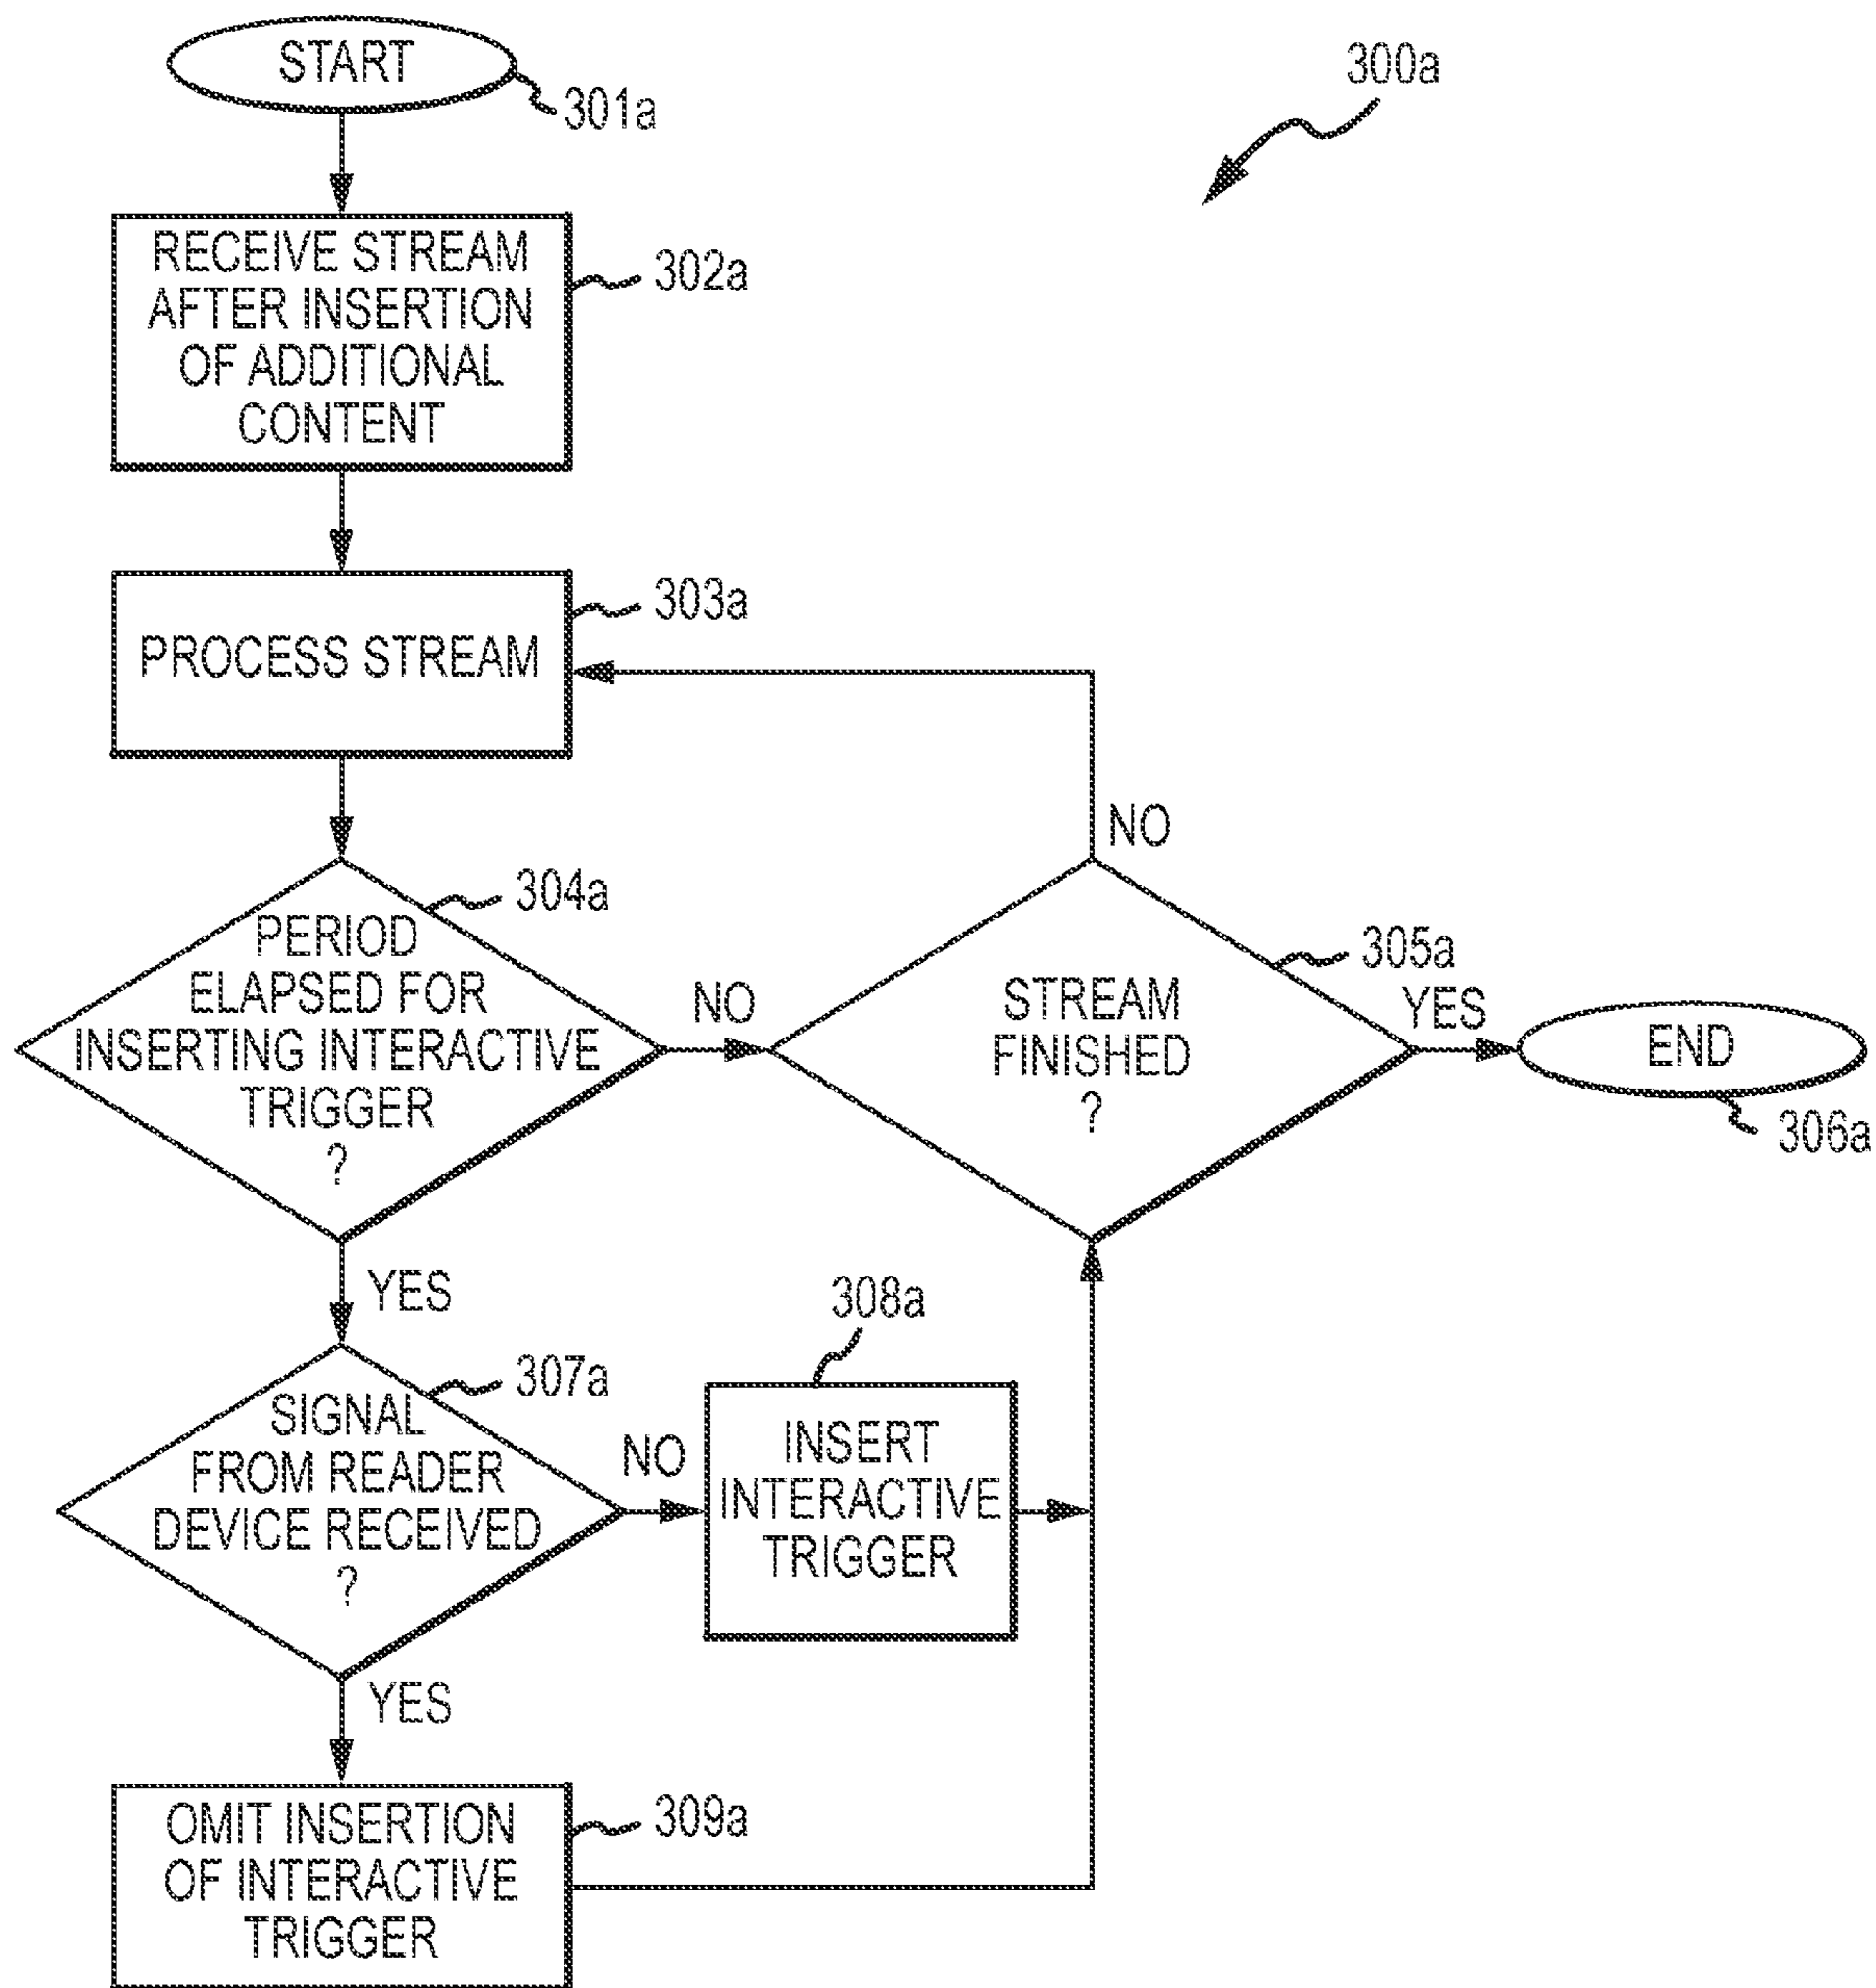 START
301a
300a
RECEIVE STREAM
AFTER INSERTION
OF ADDITIONAL
CONTENT
302a
PROCESS STREAM
303a
PERIOD
ELAPSED FOR
INSERTING INTERACTIVE
TRIGGER
?
304a
NO
STREAM
FINISHED
?
305a
NO
YES
END
306a
YES
SIGNAL
FROM READER
DEVICE RECEIVED
?
307a
NO
INSERT
INTERACTIVE
TRIGGER
308a
YES
OMIT INSERTION
OF INTERACTIVE
TRIGGER
309a